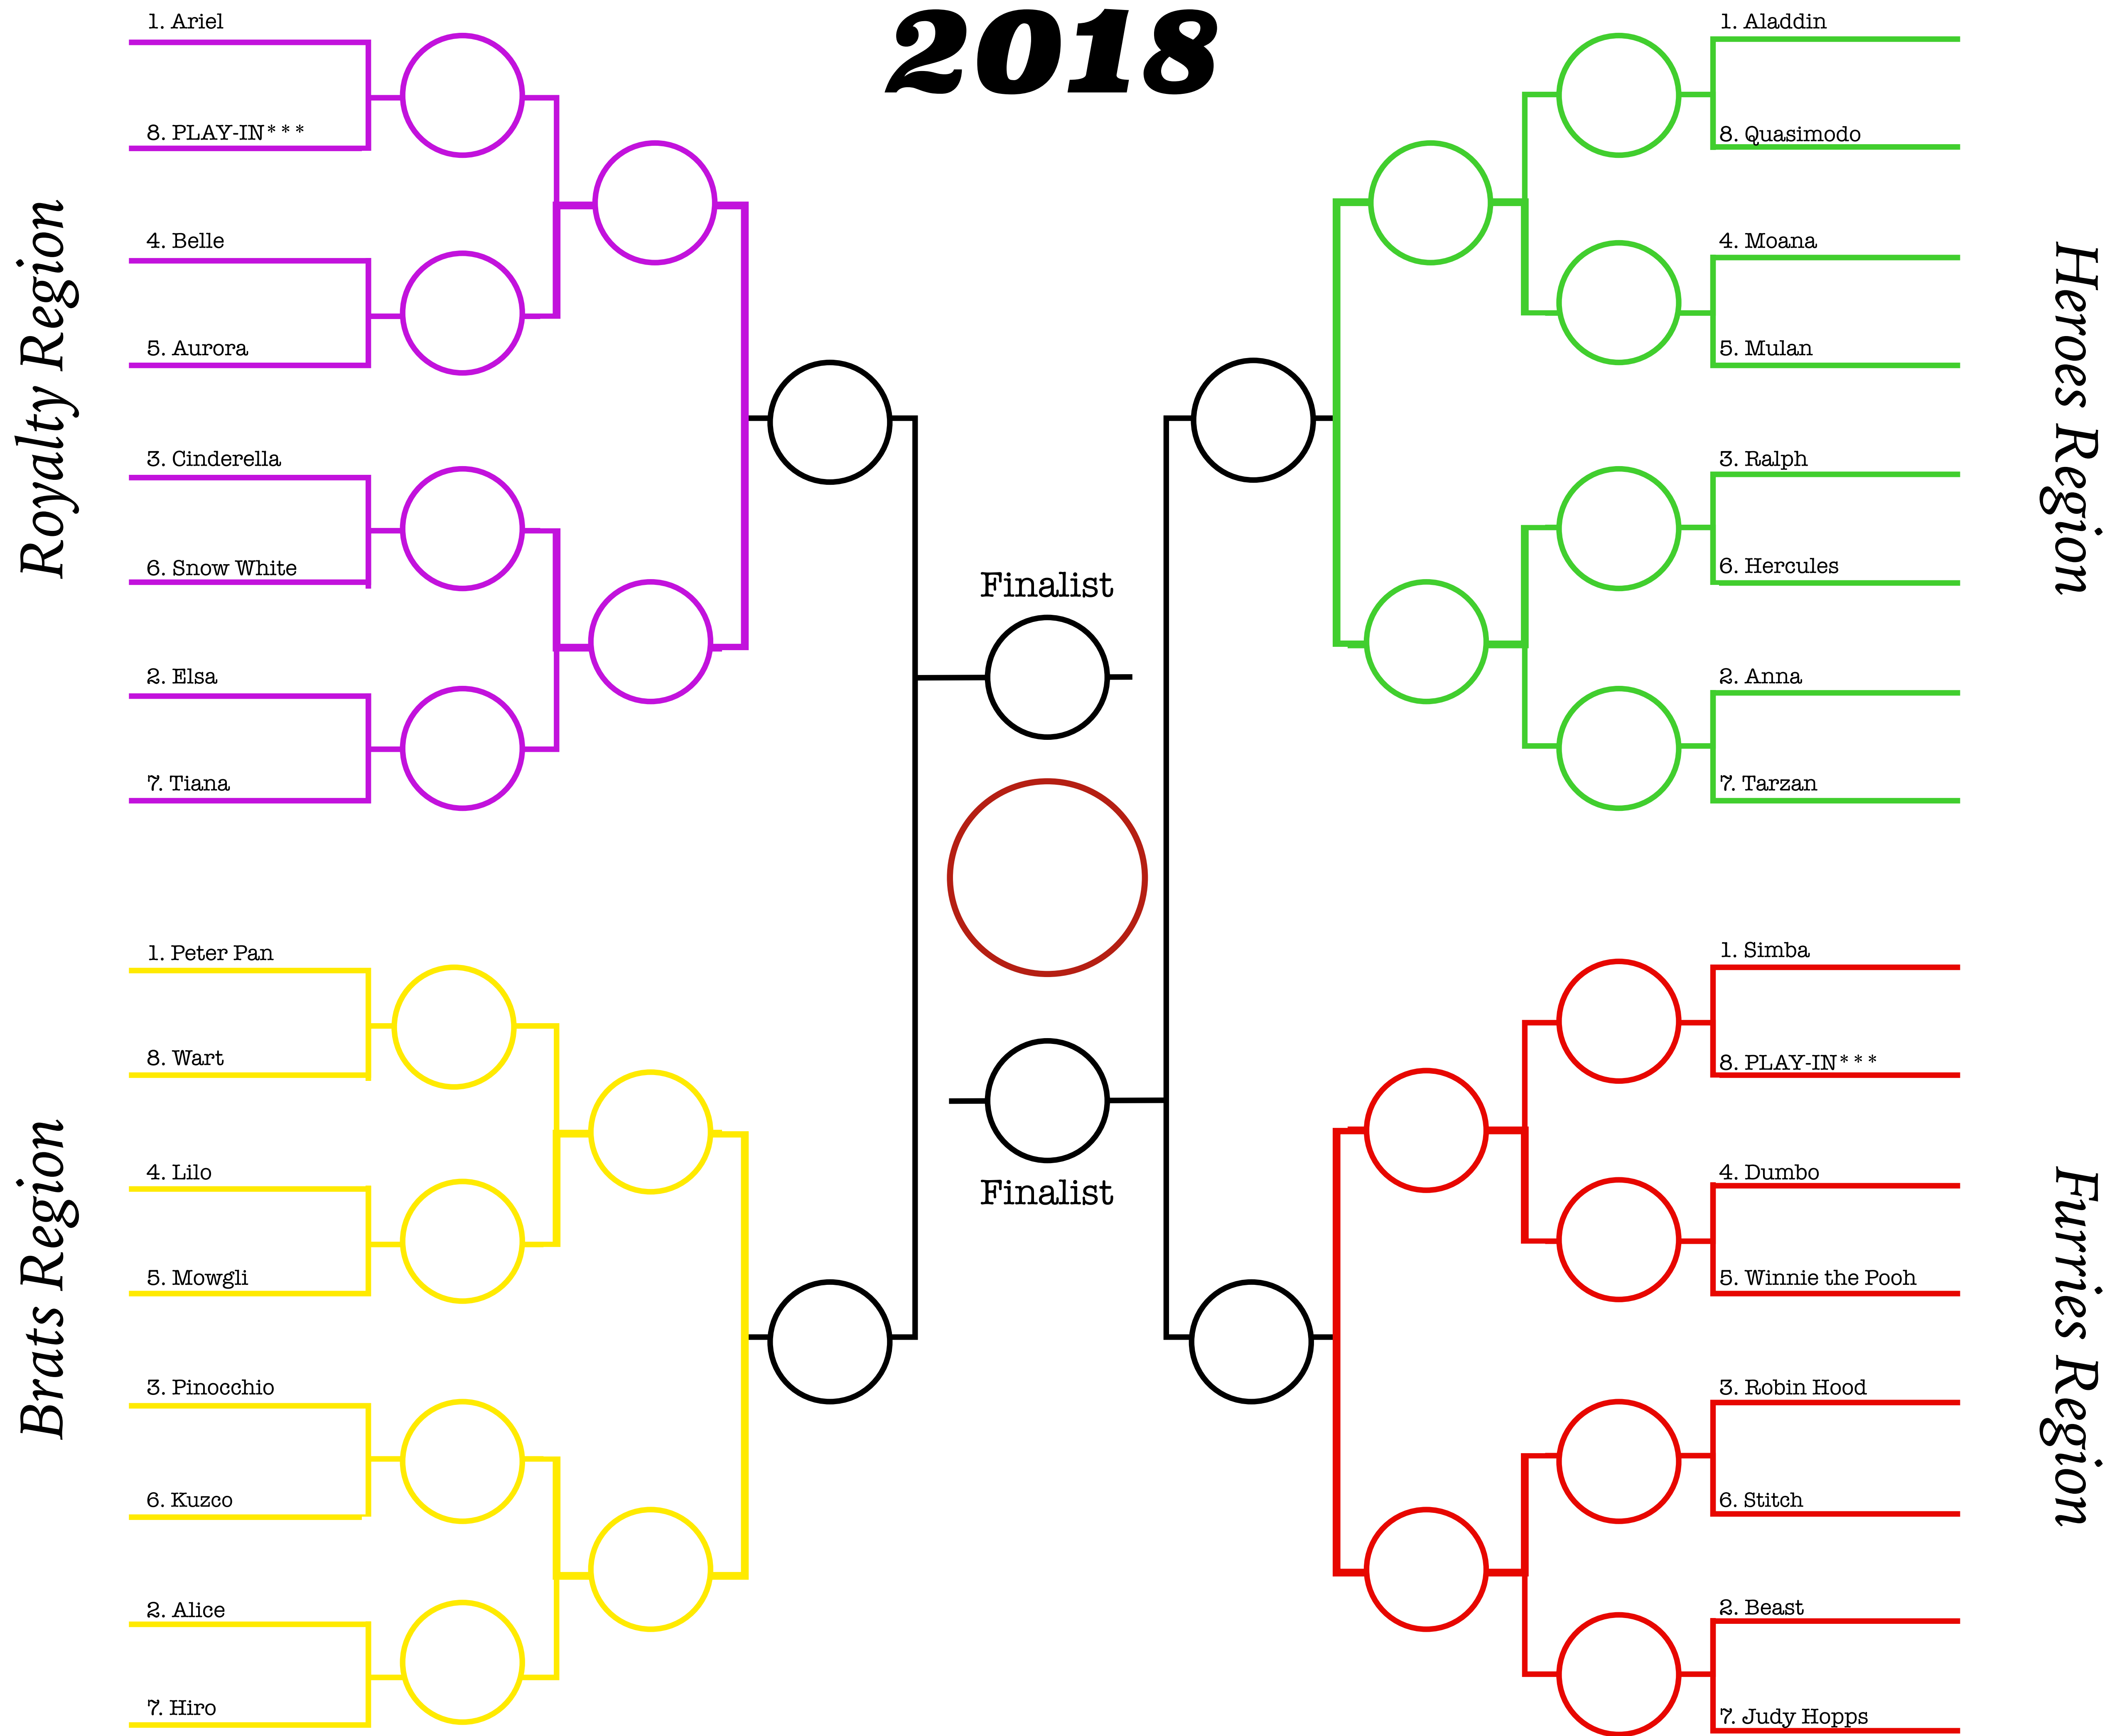 2018
Royalty Region
1. Ariel
8. PLAY-IN***
4. Belle
5. Aurora
3. Cinderella
6. Snow White
2. Elsa
7. Tiana
Brats Region
1. Peter Pan
8. Wart
4. Lilo
5. Mowgli
3. Pinocchio
6. Kuzco
2. Alice
7. Hiro
Finalist
Finalist
Heroes Region
1. Aladdin
8. Quasimodo
4. Moana
5. Mulan
3. Ralph
6. Hercules
2. Anna
7. Tarzan
Furries Region
1. Simba
8. PLAY-IN***
4. Dumbo
5. Winnie the Pooh
3. Robin Hood
6. Stitch
2. Beast
7. Judy Hopps